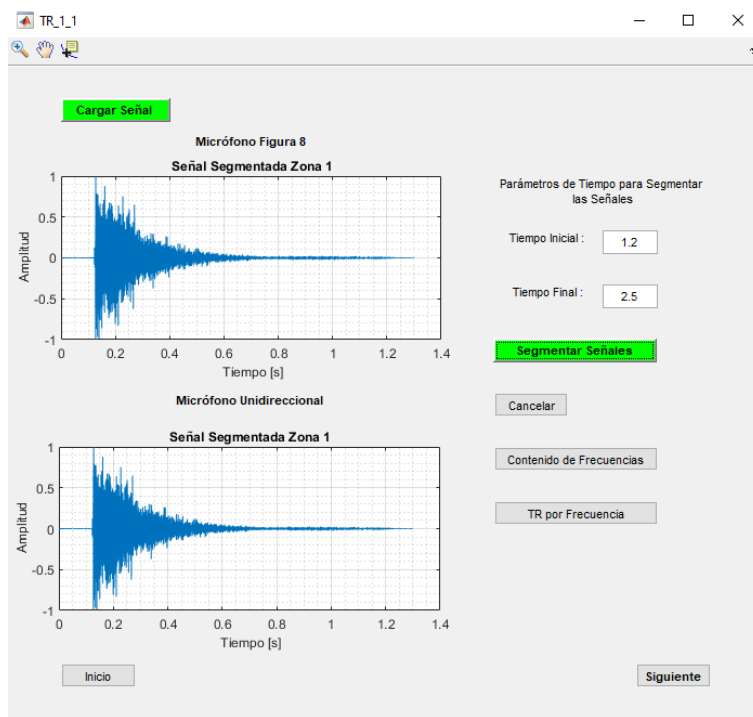 TR_1_1
Cargar Señal
Micrófono Figura 8
Señal Segmentada Zona 1
1
0.5
0
-0.5
-1
Amplitud
0 0.2 0.4 0.6 0.8 1 1.2 1.4
Tiempo [s]
Micrófono Unidireccional
Señal Segmentada Zona 1
1
0.5
0
-0.5
-1
Amplitud
0 0.2 0.4 0.6 0.8 1 1.2 1.4
Tiempo [s]
Inicio
Parámetros de Tiempo para Segmentar
las Señales
Tiempo Inicial : 1.2
Tiempo Final : 2.5
Segmentar Señales
Cancelar
Contenido de Frecuencias
TR por Frecuencia
Siguiente